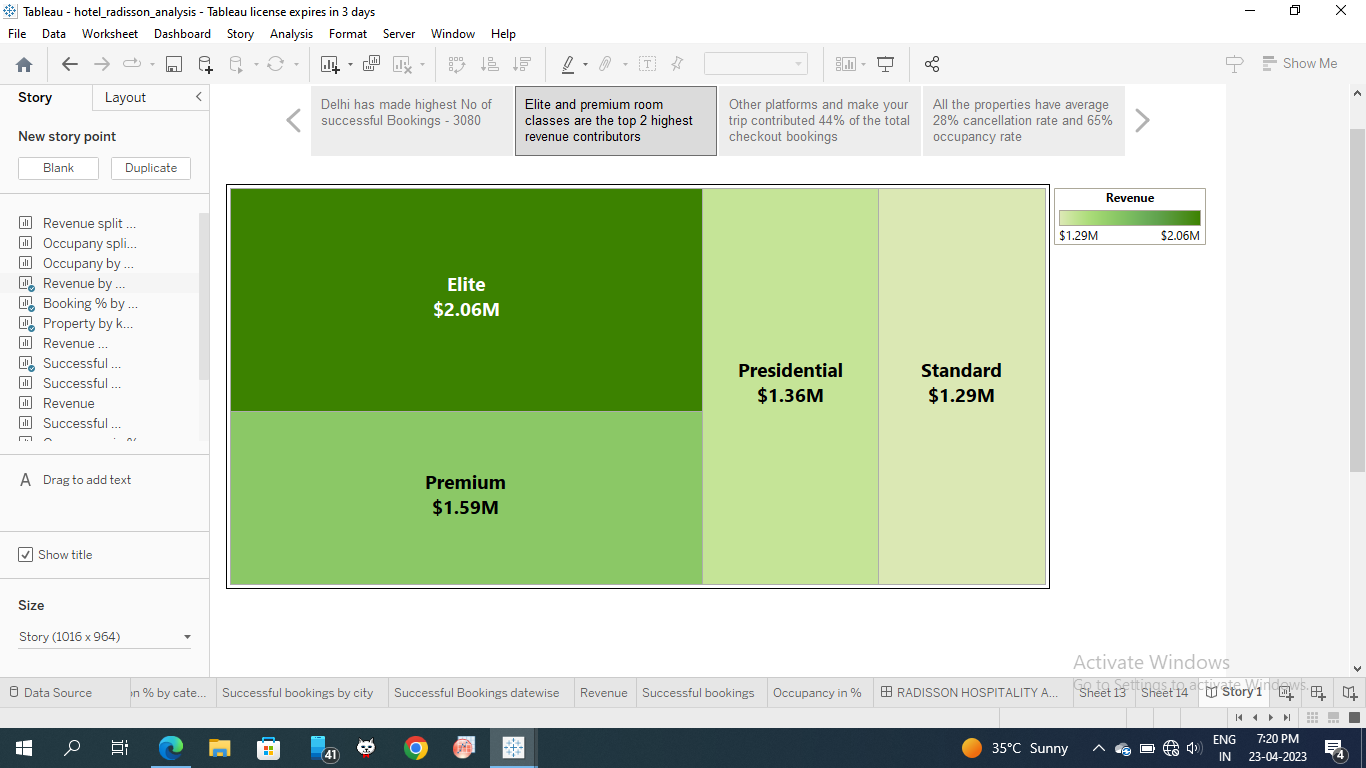 Tableau - hotel_radisson_analysis - Tableau license expires in 3 days
File Data Worksheet Dashboard Story Analysis Format Server Window Help
Show Me
Story Layout
New story point
Blank Duplicate
Revenue split ...
Occupany spli...
Occupany by ...
Revenue by ...
Booking % by ...
Property by k...
Revenue ...
Successful ...
Successful ...
Revenue
Successful ...
A Drag to add text
Show title
Size
Story (1016 x 964)
Delhi has made highest No of
successful Bookings - 3080
Elite and premium room
classes are the top 2 highest
revenue contributors
Other platforms and make your
trip contributed 44% of the total
checkout bookings
All the properties have average
28% cancellation rate and 65%
occupancy rate
Elite
$2.06M
Premium
$1.59M
Presidential
$1.36M
Standard
$1.29M
Revenue
$1.29M $2.06M
Activate Windows
Go to Settings to activate Windows.
Data Source n % by cate... Successful bookings by city Successful Bookings datewise Revenue Successful bookings Occupancy in % RADISSON HOSPITALITY A... Sheet 13 Sheet 14 Story 1
41
35°C Sunny
ENG
IN
7:20 PM
23-04-2023
4